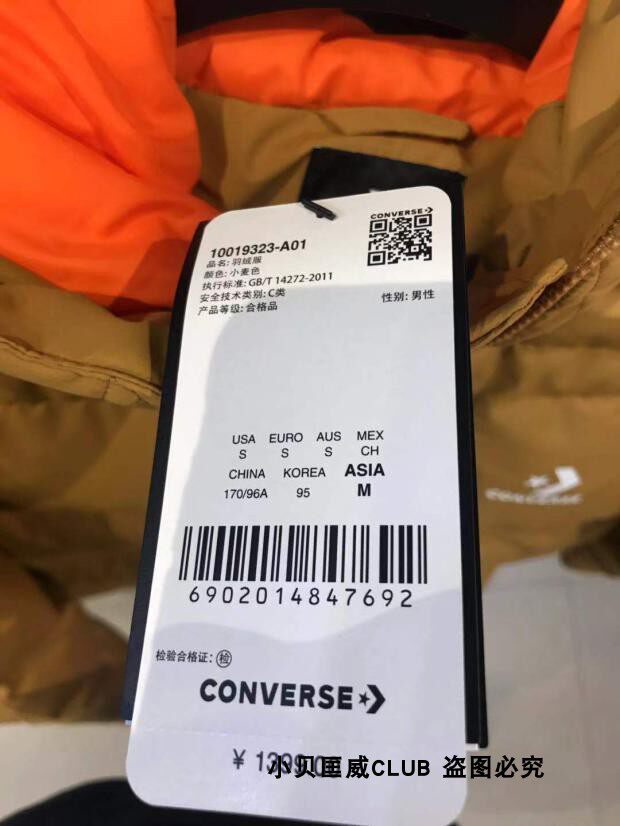 CONVERSE
10019323-A01
品名: 羽绒服
颜色: 小麦色
执行标准: GB/T 14272-2011
安全技术类别: C类
性别: 男性
产品等级: 合格品
USA EURO AUS MEX
S S S CH
CHINA KOREA ASIA
170/96A 95 M
CONVERSE
6902014847692
检验合格证: 检
CONVERSE
小贝匡威CLUB 盗图必究